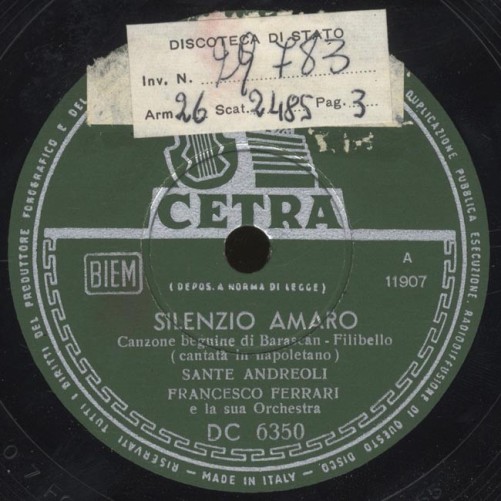 DISCOTECA DI STATO
Inv. N. 29783
Arm. 26 Scat. 2485 Pag. 3
CETRA
BIEM
(DEPOS. A NORMA DI LEGGE)
A
11907
SILENZIO AMARO
Canzone beguine di Barascan - Filibello
(cantata in napoletano)
SANTE ANDREOLI
FRANCESCO FERRARI
e la sua Orchestra
DC 6350
RISERVATI TUTTI I DIRITTI DEL PRODUTTORE FONOGRAFICO E DEL
DUPLICAZIONE PUBBLICA ESECUZIONE, RADIODIFFUSIONE DI QUESTO DISCO.
MADE IN ITALY